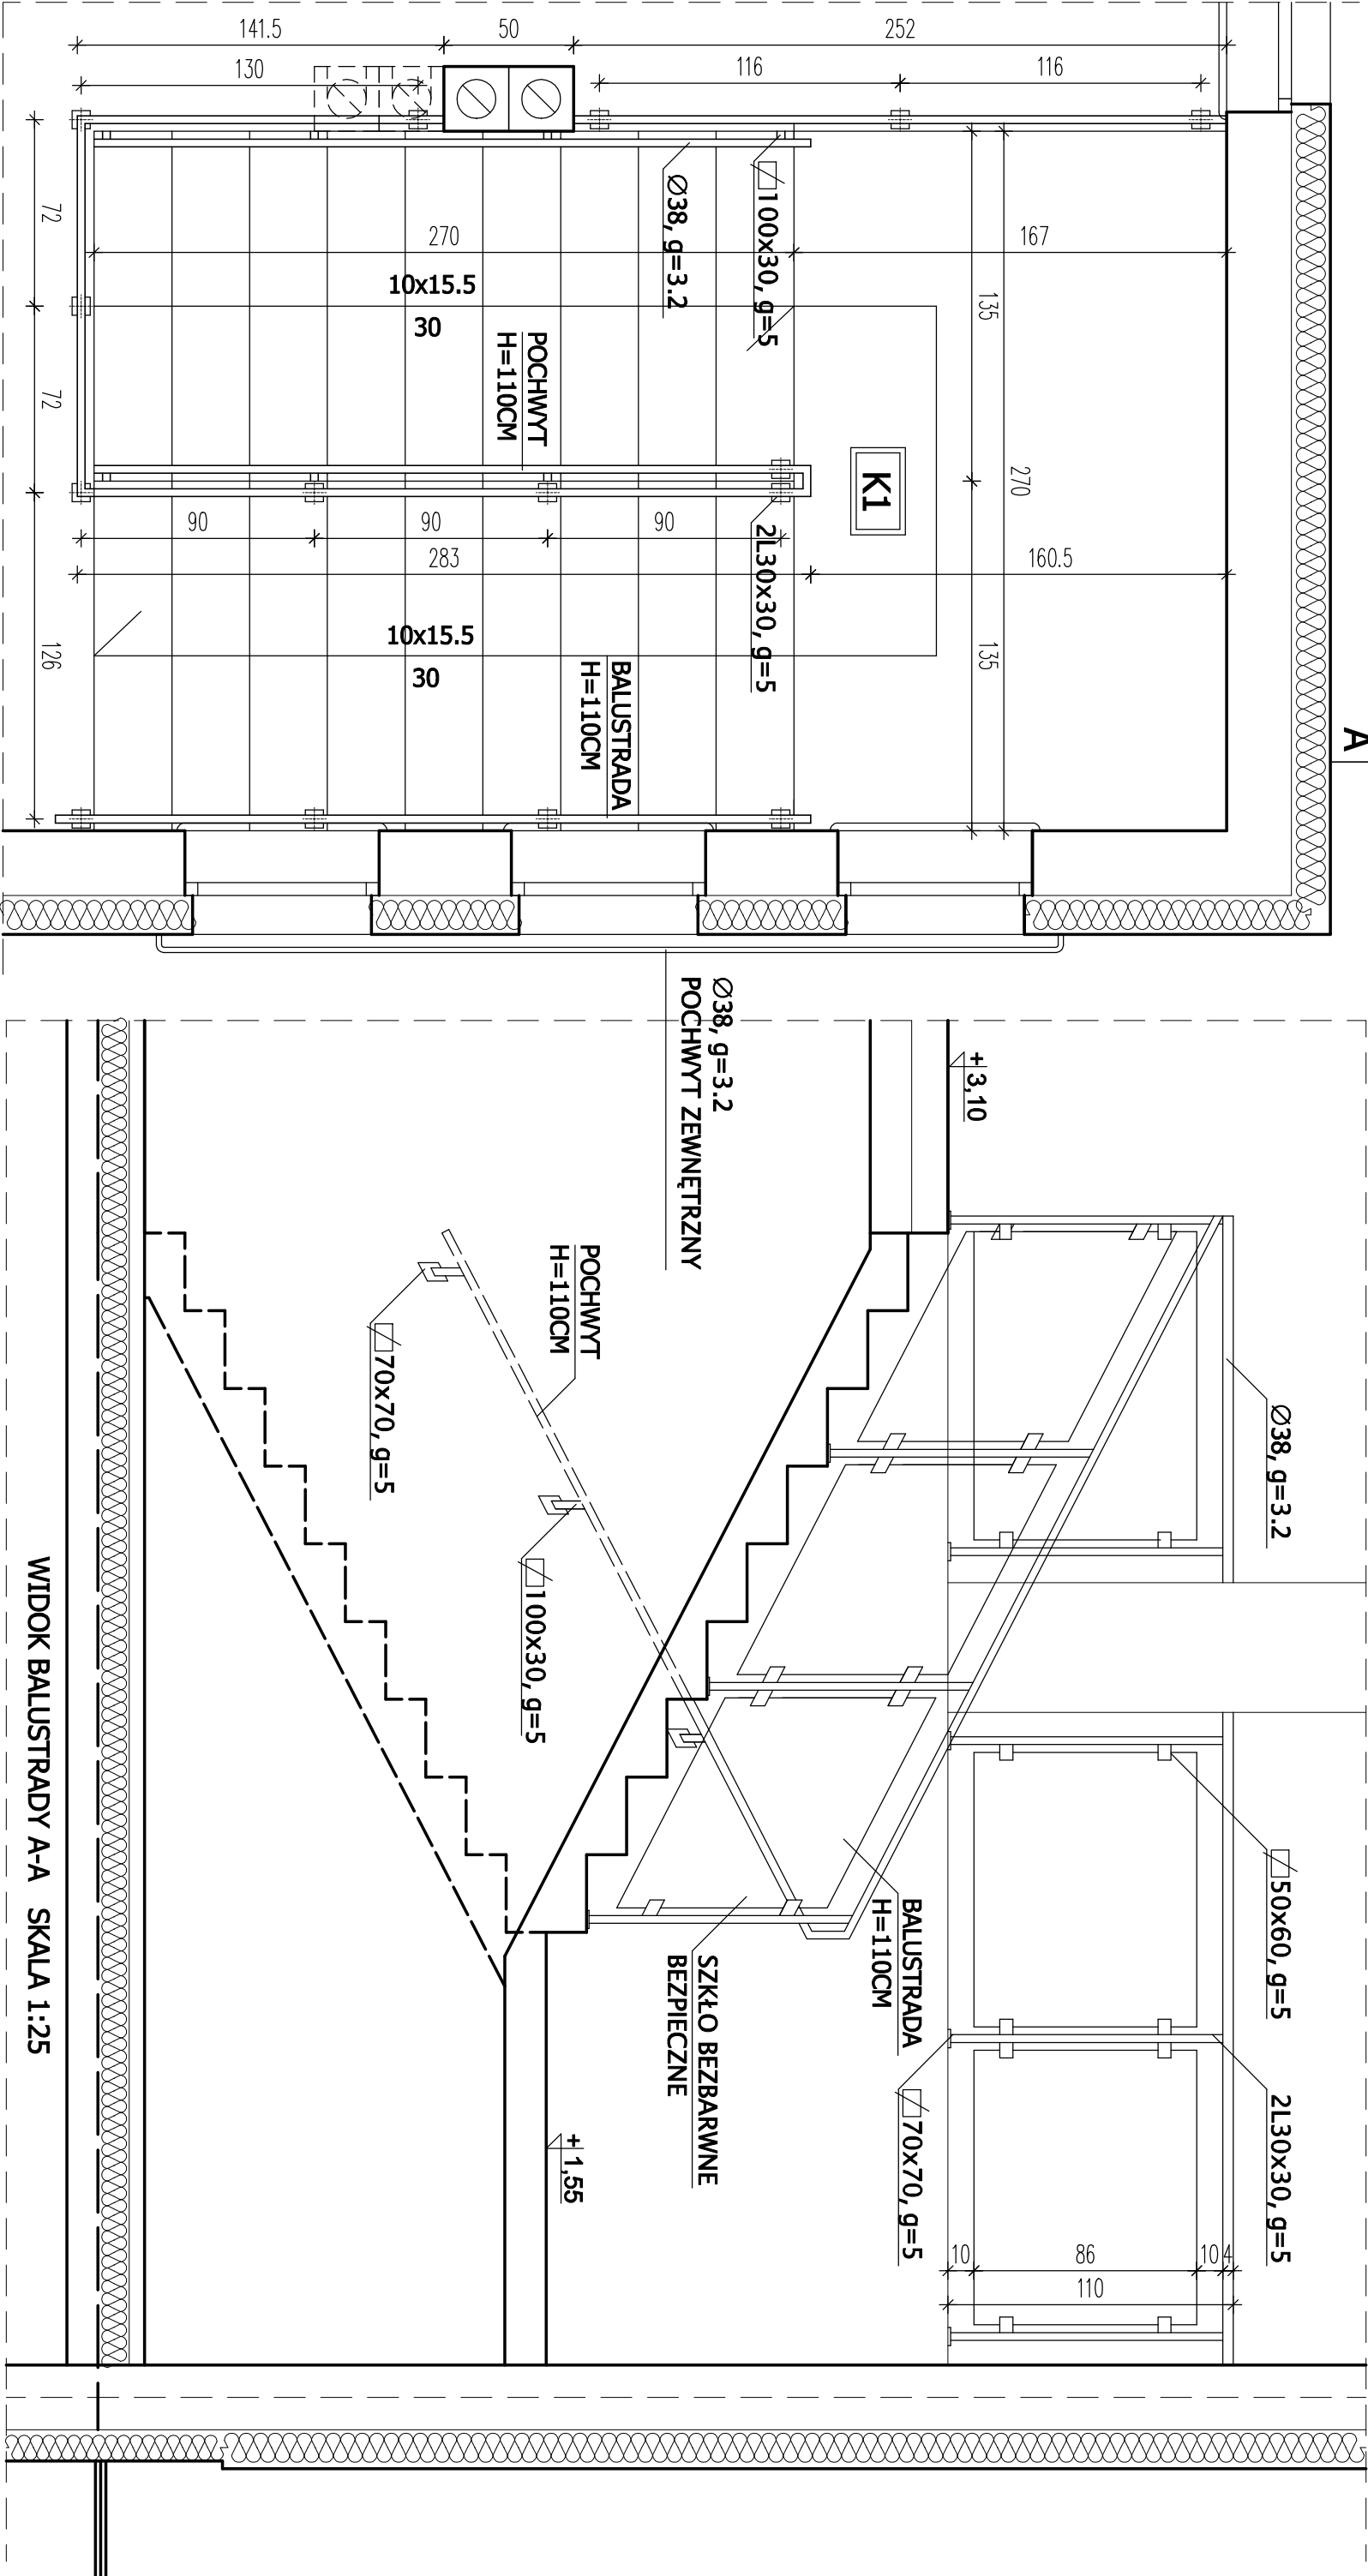 141.5
50
252
130
116
116
Ø38, g=3.2
100x30, g=5
270
167
72
10x15.5
30
135
POCHWYT
H=110CM
72
K1
270
90
90
90
2L30x30, g=5
283
160.5
10x15.5
30
135
126
BALUSTRADA
H=110CM
A
Ø38, g=3.2
POCHWYT ZEWNĘTRZNY
+3,10
POCHWYT
H=110CM
70x70, g=5
Ø38, g=3.2
100x30, g=5
BALUSTRADA
H=110CM
50x60, g=5
SZKŁO BEZBARWNE
BEZPIECZNE
2L30x30, g=5
70x70, g=5
+1,55
10
86
10
4
110
WIDOK BALUSTRADY A-A SKALA 1:25